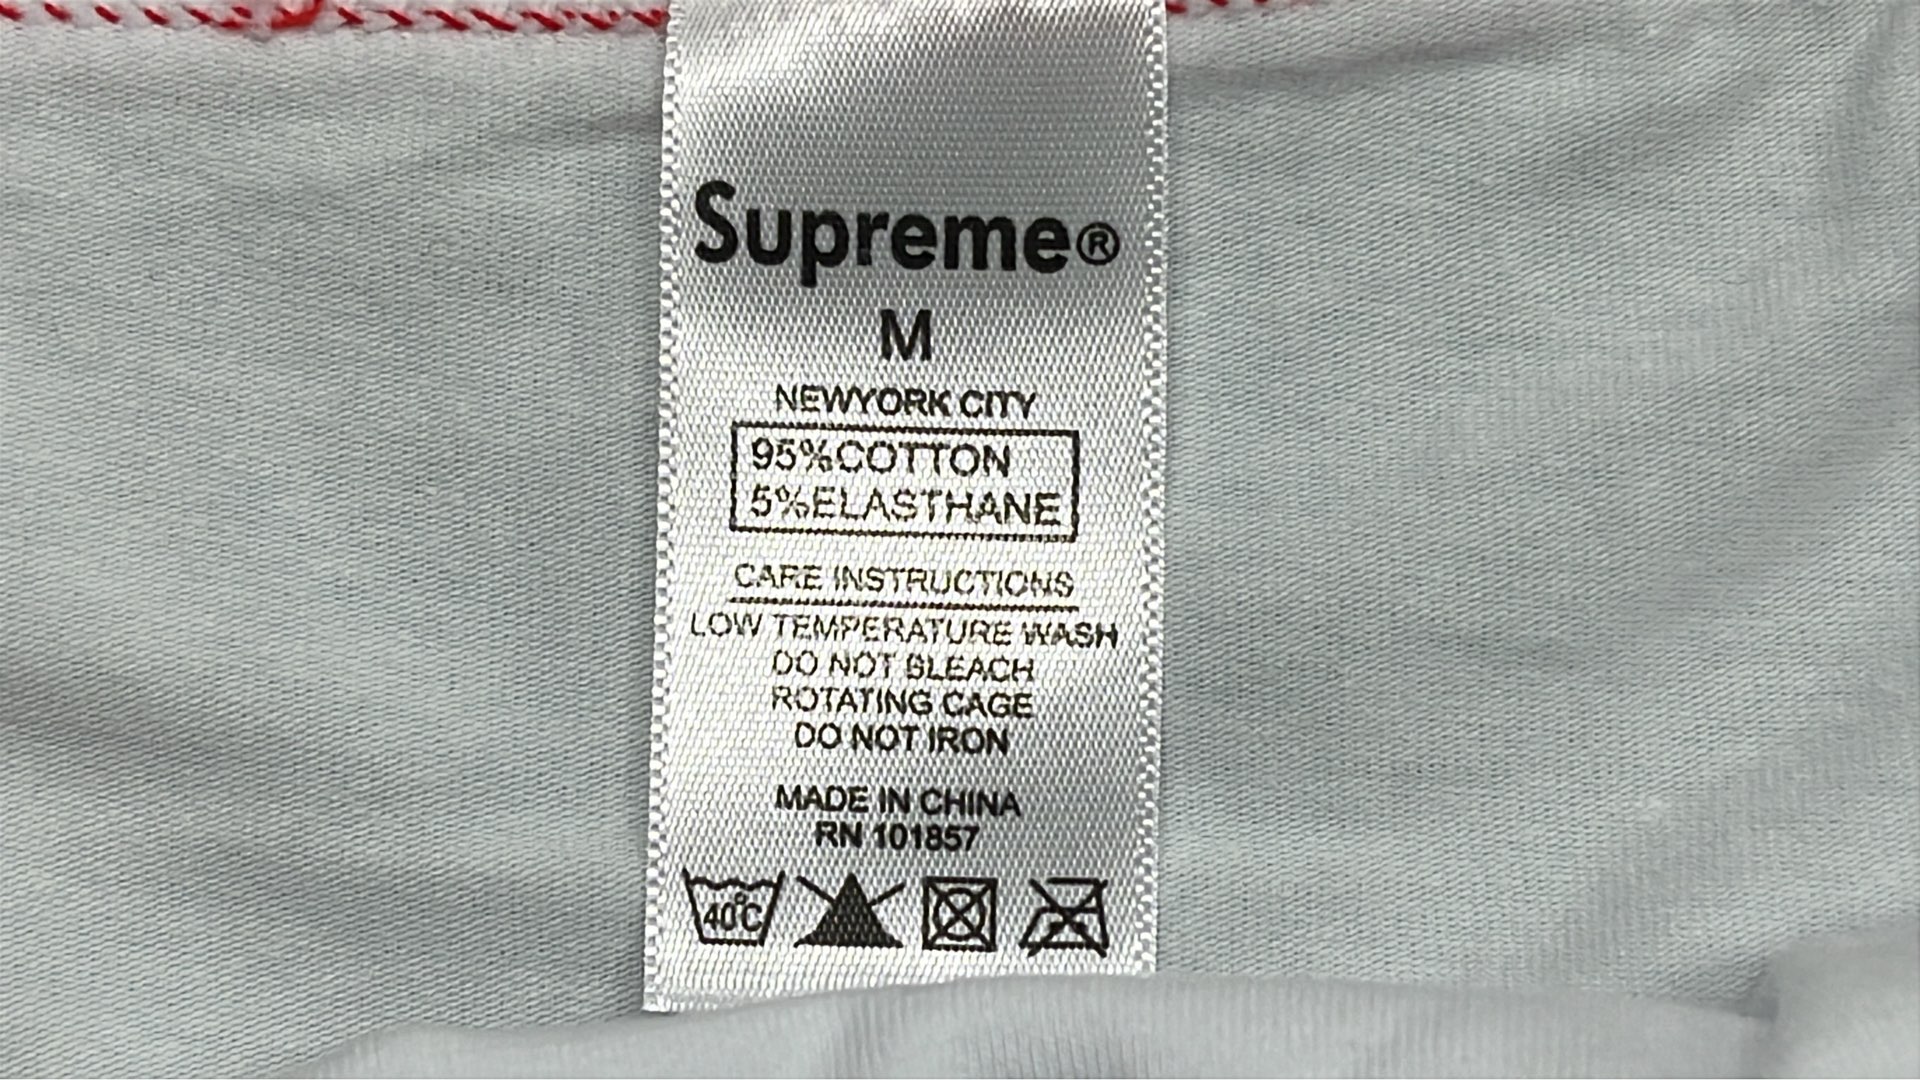 Supreme®
M
NEWYORK CITY
95%COTTON
5%ELASTHANE
CARE INSTRUCTIONS
LOW TEMPERATURE WASH
DO NOT BLEACH
ROTATING CAGE
DO NOT IRON
MADE IN CHINA
RN 101857
40°C